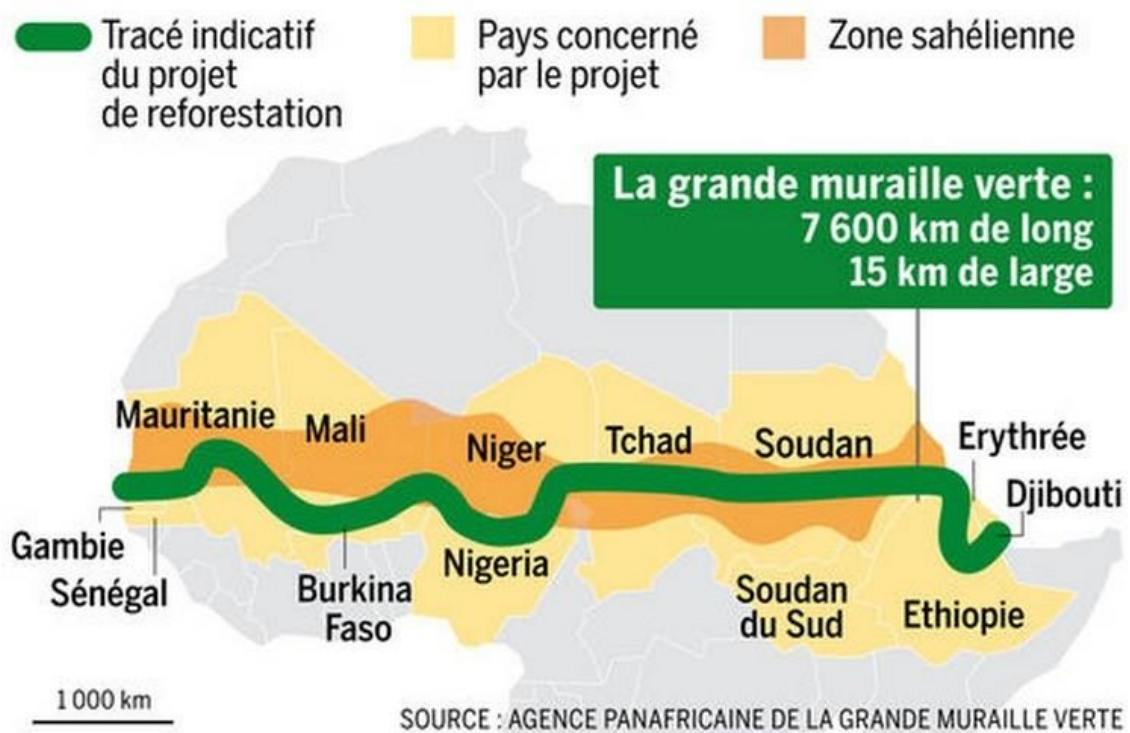 Tracé indicatif
du projet
de reforestation
Pays concerné
par le projet
Zone sahélienne
La grande muraille verte :
7 600 km de long
15 km de large
Mauritanie
Mali
Niger
Tchad
Soudan
Erythrée
Djibouti
Gambie
Sénégal
Burkina
Faso
Nigeria
Soudan
du Sud
Ethiopie
1 000 km
SOURCE : AGENCE PANAFRICAINE DE LA GRANDE MURAILLE VERTE